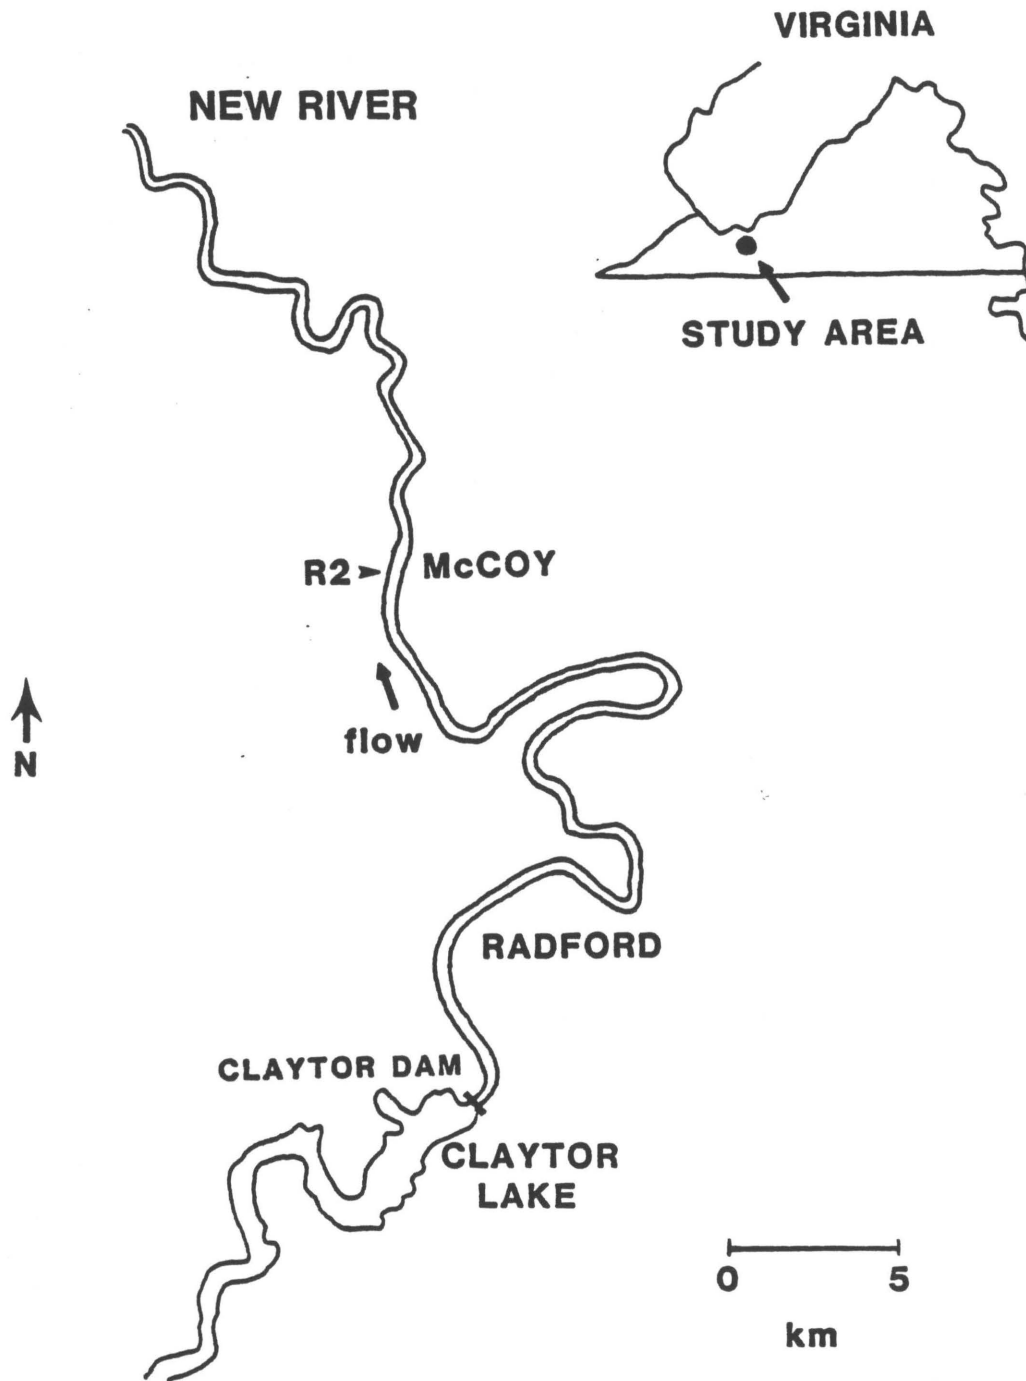 VIRGINIA
NEW RIVER
STUDY AREA
R2
McCOY
flow
N
RADFORD
CLAYTOR DAM
CLAYTOR
LAKE
0 5
km